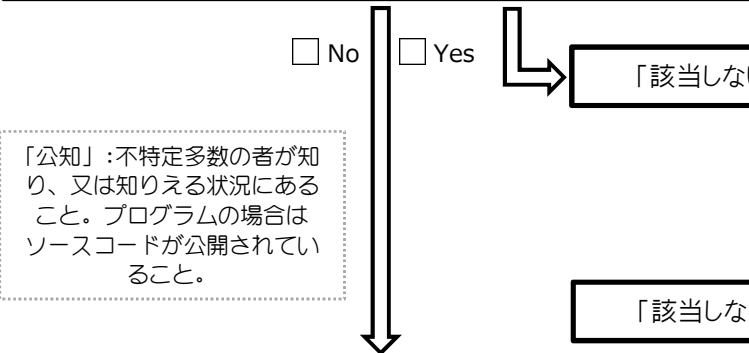 □ No □ Yes
「該当しない
「公知」:不特定多数の者が知
り、又は知りえる状況にある
こと。プログラムの場合は
ソースコードが公開されてい
ること。
「該当しな